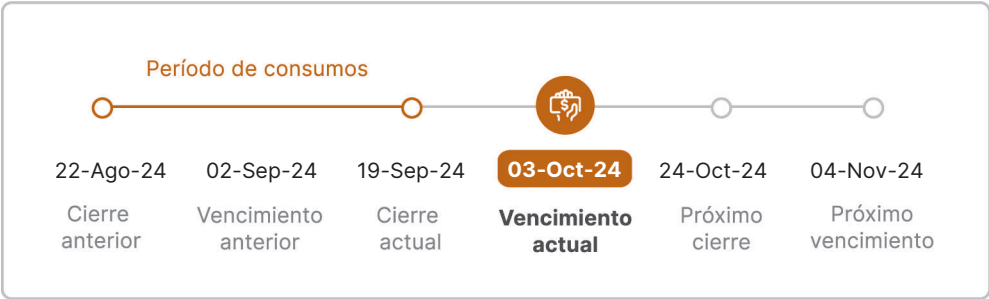 Período de consumos
$
22-Ago-24 02-Sep-24 19-Sep-24 03-Oct-24 24-Oct-24 04-Nov-24
Cierre Vencimiento Cierre Vencimiento Próximo Próximo
anterior anterior actual actual cierre vencimiento